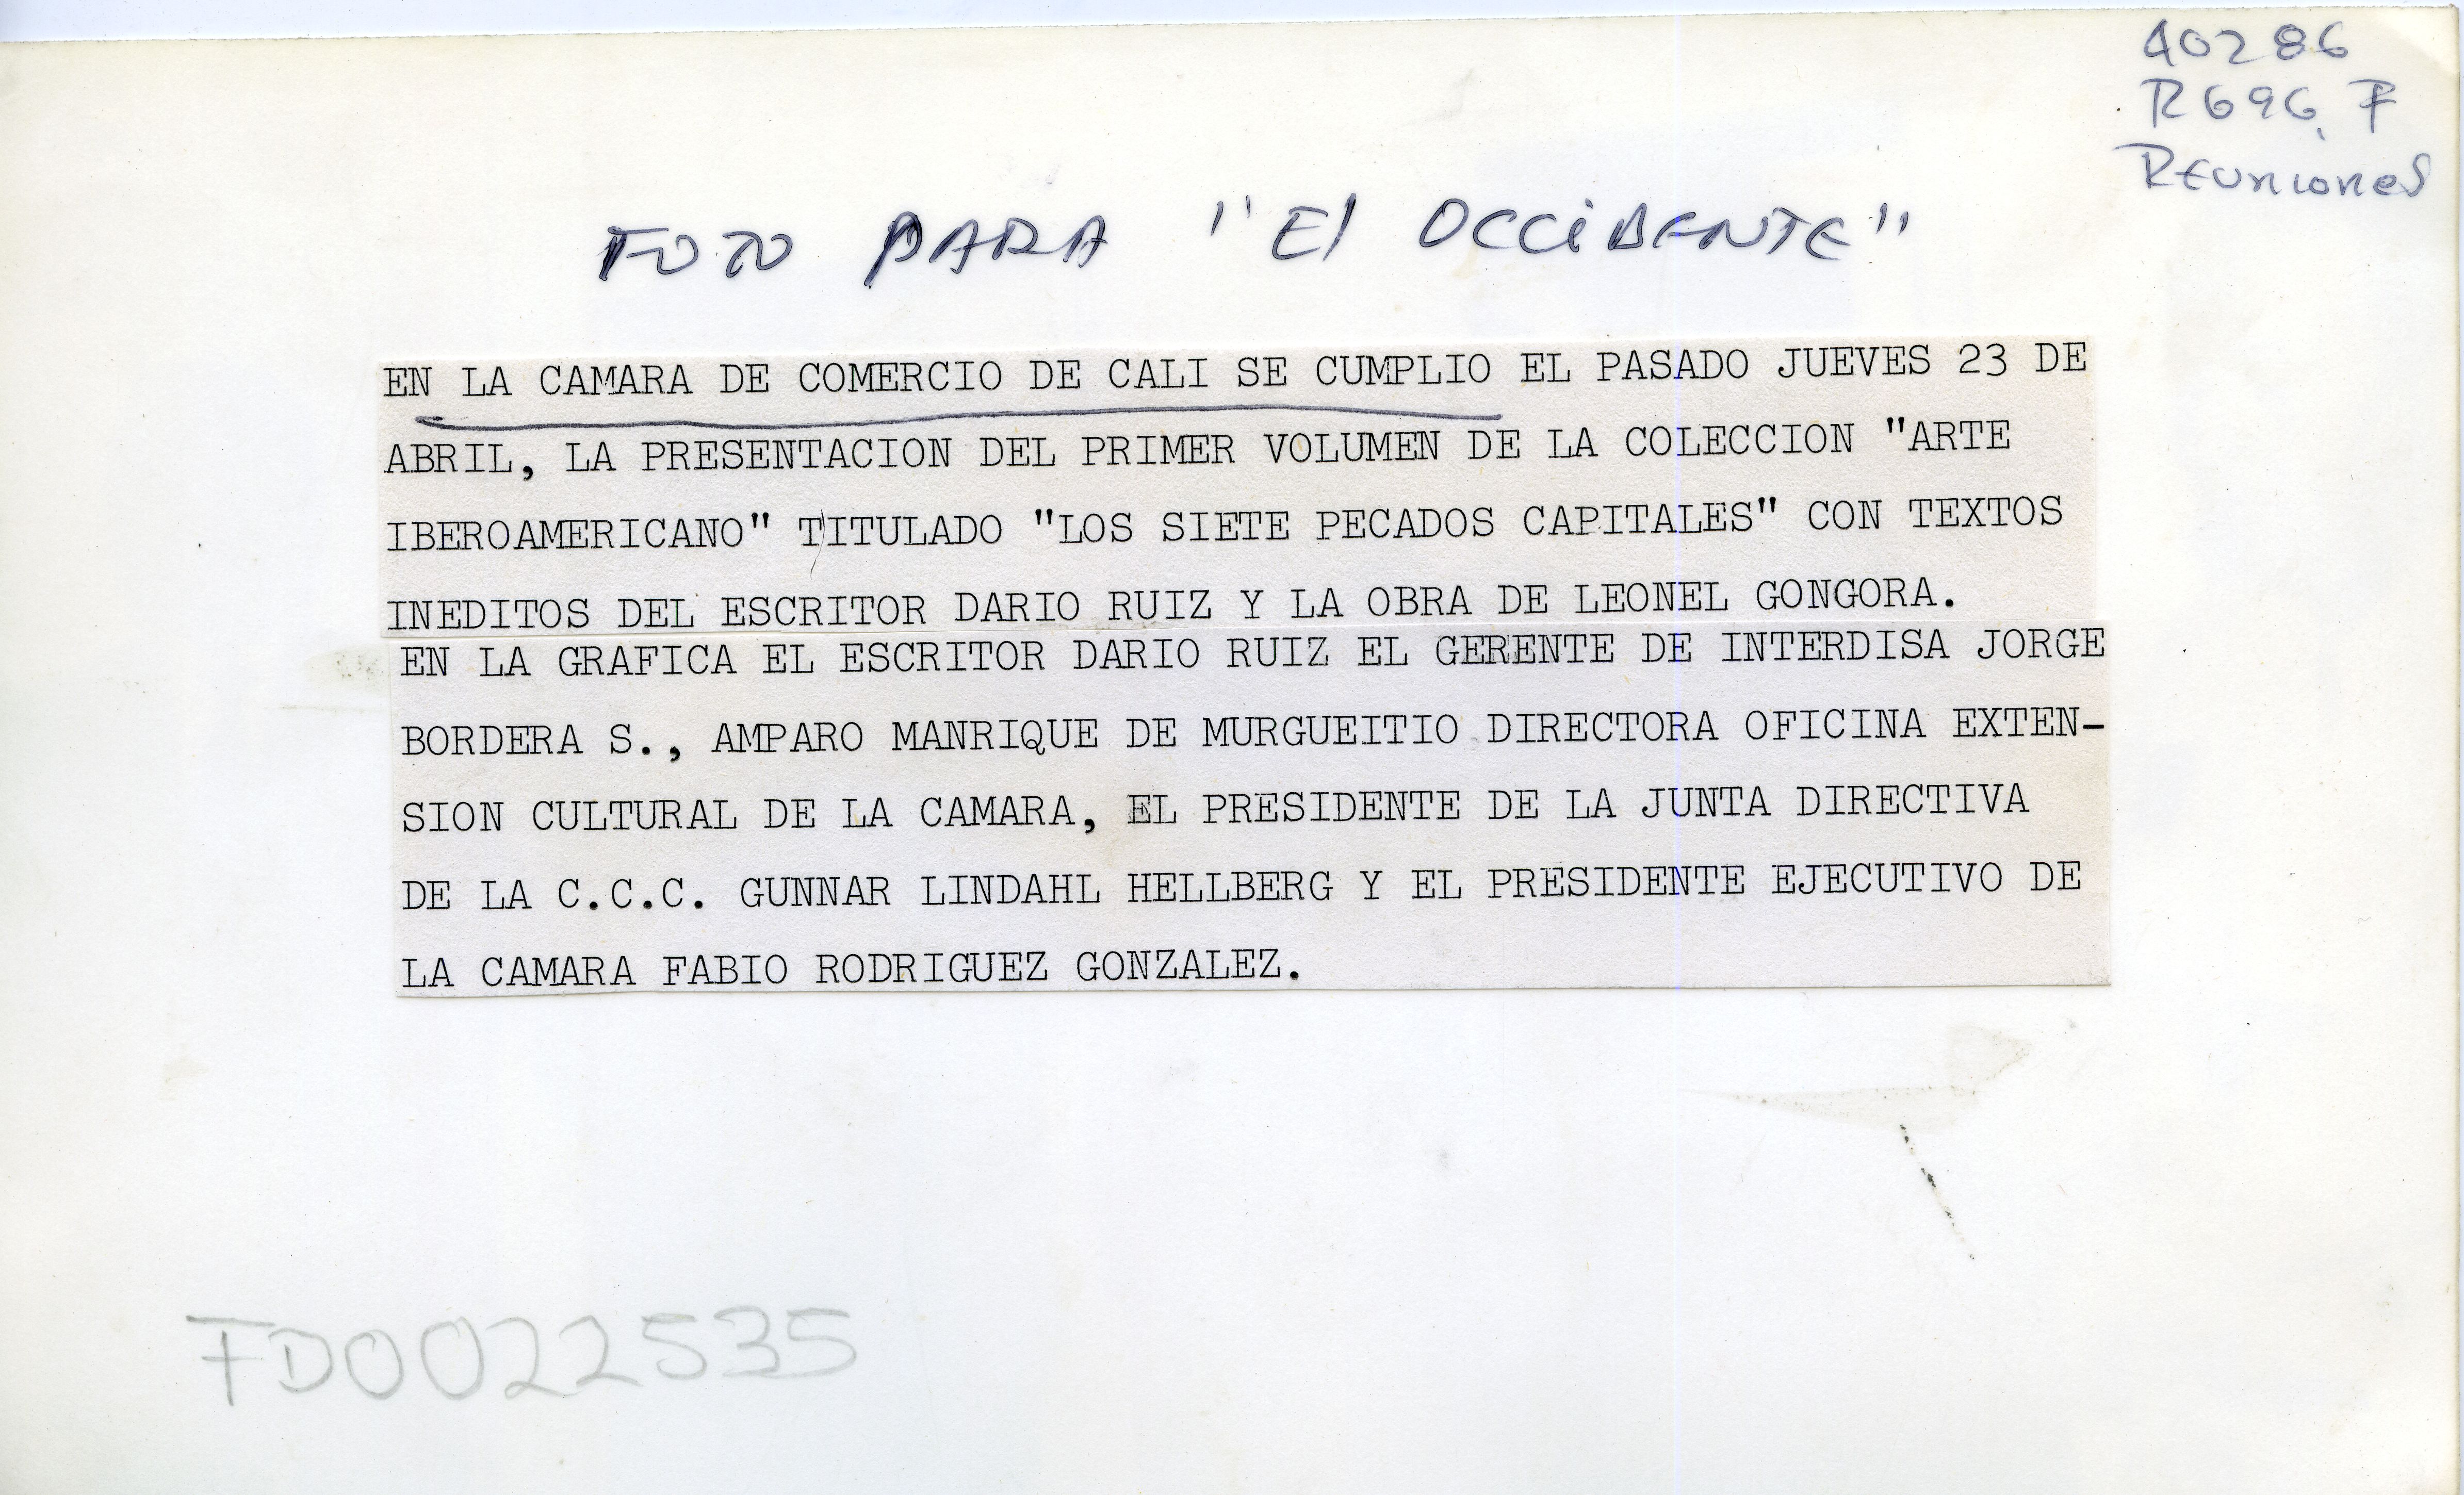 40286
R696, F
Reuniones
FOTO PARA "El OCCIDENTE"
EN LA CAMARA DE COMERCIO DE CALI SE CUMPLIO EL PASADO JUEVES 23 DE
ABRIL, LA PRESENTACION DEL PRIMER VOLUMEN DE LA COLECCION "ARTE
IBEROAMERICANO" TITULADO "LOS SIETE PECADOS CAPITALES" CON TEXTOS
INEDITOS DEL ESCRITOR DARIO RUIZ Y LA OBRA DE LEONEL GONGORA.
EN LA GRAFICA EL ESCRITOR DARIO RUIZ EL GERENTE DE INTERDISA JORGE
BORDERA S., AMPARO MANRIQUE DE MURGUEITIO DIRECTORA OFICINA EXTEN-
SION CULTURAL DE LA CAMARA, EL PRESIDENTE DE LA JUNTA DIRECTIVA
DE LA C.C.C. GUNNAR LINDAHL HELLBERG Y EL PRESIDENTE EJECUTIVO DE
LA CAMARA FABIO RODRIGUEZ GONZALEZ.
FD0022535